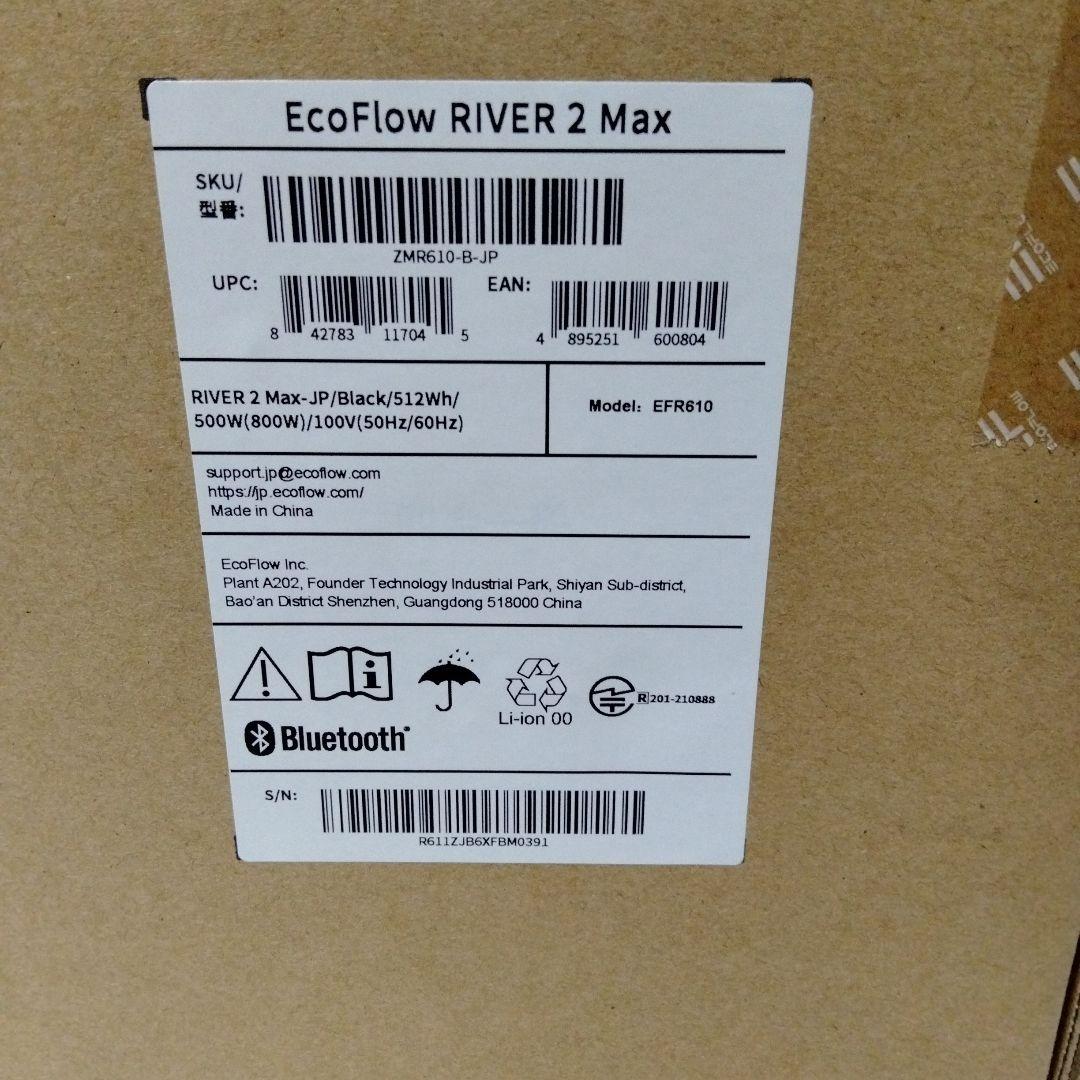 EcoFlow RIVER 2 Max
SKU/
型番:
ZMR610-B-JP
UPC:
8 42783 11704 5
EAN:
4 895251 600804
RIVER 2 Max-JP/Black/512Wh/
500W(800W)/100V(50Hz/60Hz)
Model: EFR610
support.jp@ecoflow.com
https://jp.ecoflow.com/
Made in China
EcoFlow Inc.
Plant A202, Founder Technology Industrial Park, Shiyan Sub-district,
Bao'an District Shenzhen, Guangdong 518000 China
Li-ion 00
R 201-210888
Bluetooth®
S/N:
R611ZJB6XFBM0391
ECOFLOW
ECOFLOW